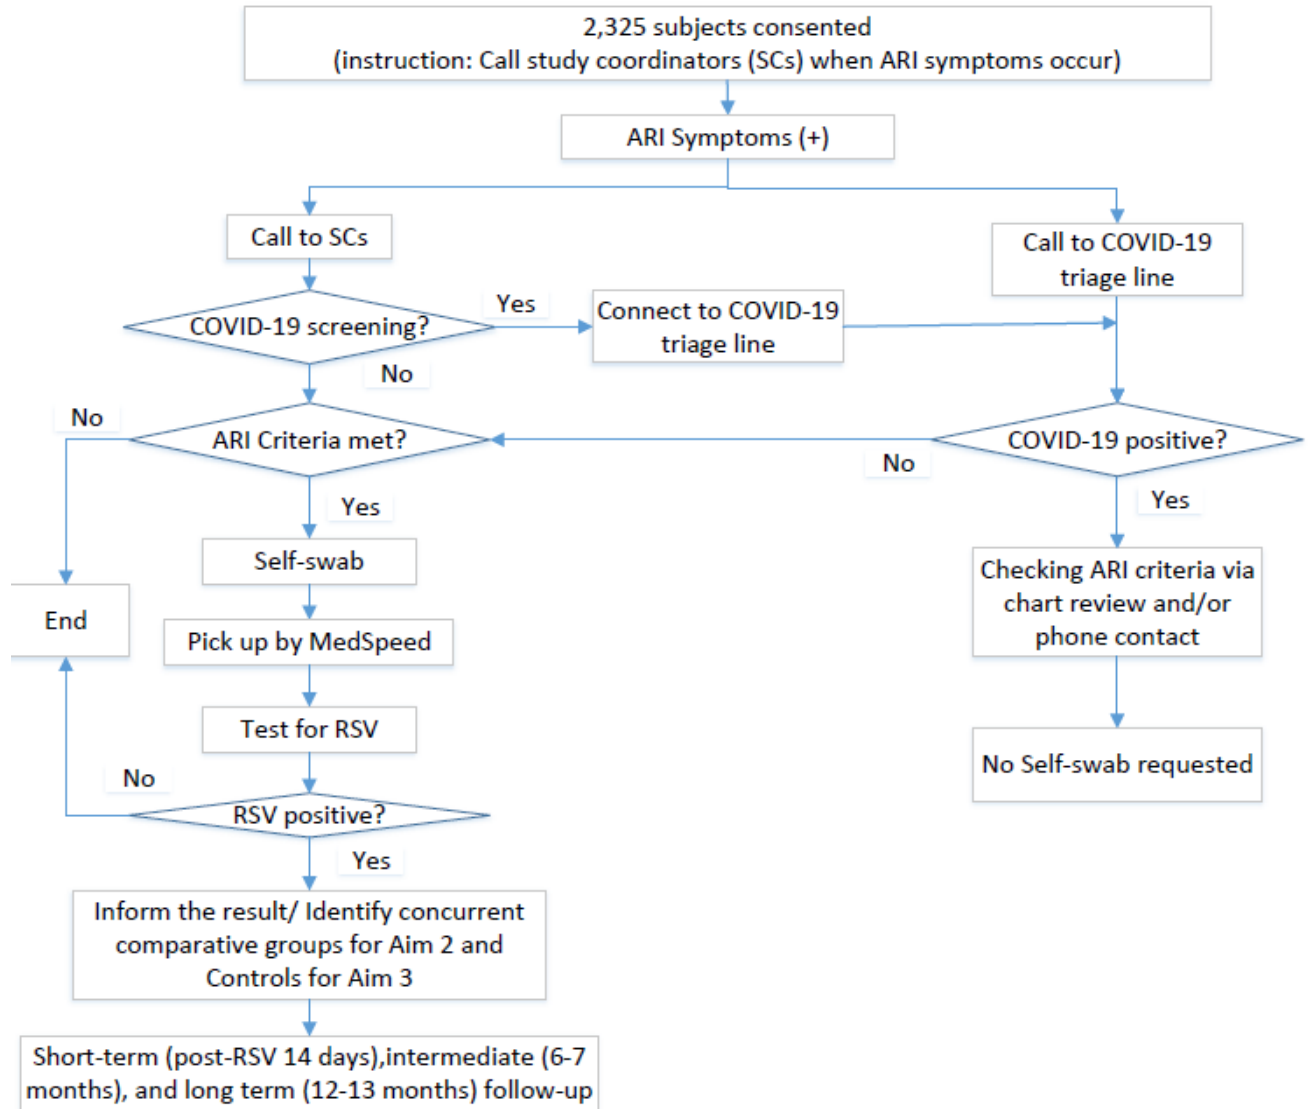 2,325 subjects consented
(instruction: Call study coordinators (SCs) when ARI symptoms occur)
ARI Symptoms (+)
Call to SCs
Call to COVID-19
triage line
COVID-19 screening?
Yes
Connect to COVID-19
triage line
No
No
ARI Criteria met?
COVID-19 positive?
No
Yes
Yes
Self-swab
Checking ARI criteria via
chart review and/or
phone contact
End
Pick up by MedSpeed
Test for RSV
No Self-swab requested
No
RSV positive?
Yes
Inform the result/ Identify concurrent
comparative groups for Aim 2 and
Controls for Aim 3
Short-term (post-RSV 14 days),intermediate (6-7
months), and long term (12-13 months) follow-up